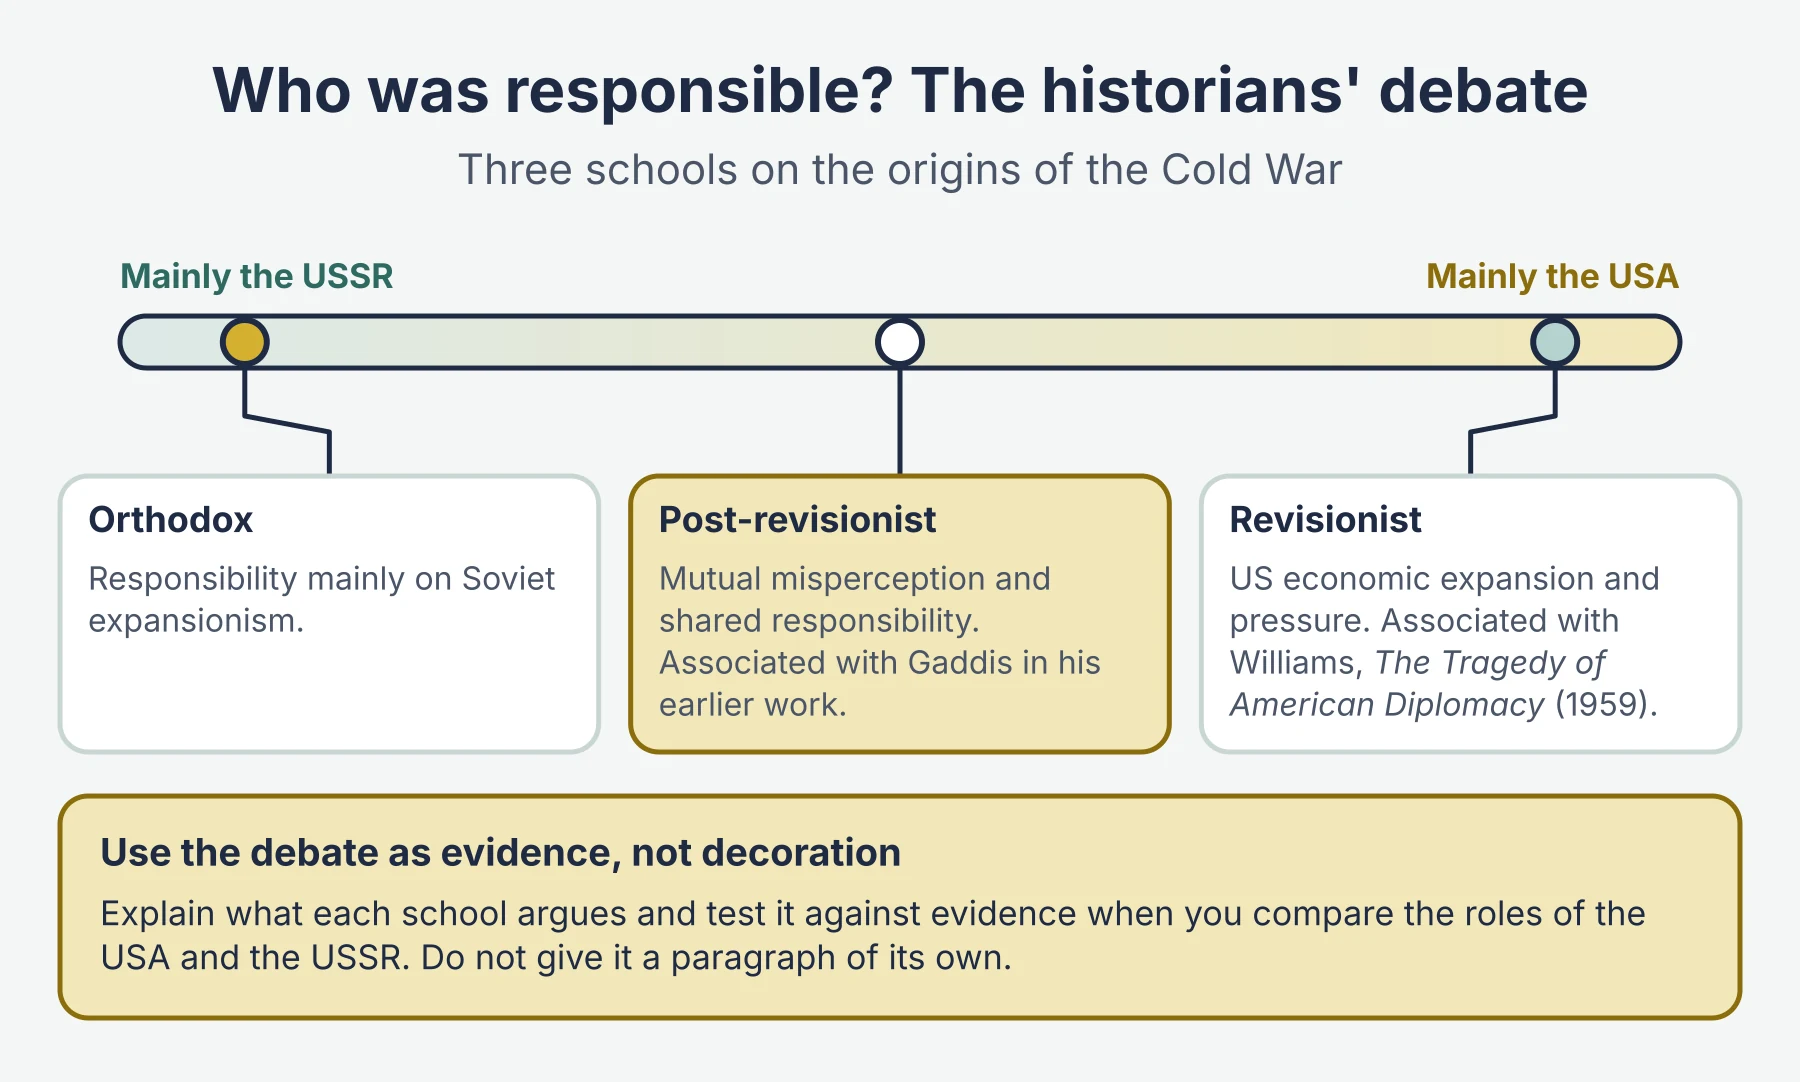 Who was responsible? The historians' debate
Three schools on the origins of the Cold War
Mainly the USSR
Mainly the USA
Orthodox
Responsibility mainly on Soviet
expansionism.
Post-revisionist
Mutual misperception and
shared responsibility.
Associated with Gaddis in his
earlier work.
Revisionist
US economic expansion and
pressure. Associated with
Williams, The Tragedy of
American Diplomacy (1959).
Use the debate as evidence, not decoration
Explain what each school argues and test it against evidence when you compare the roles of the
USA and the USSR. Do not give it a paragraph of its own.